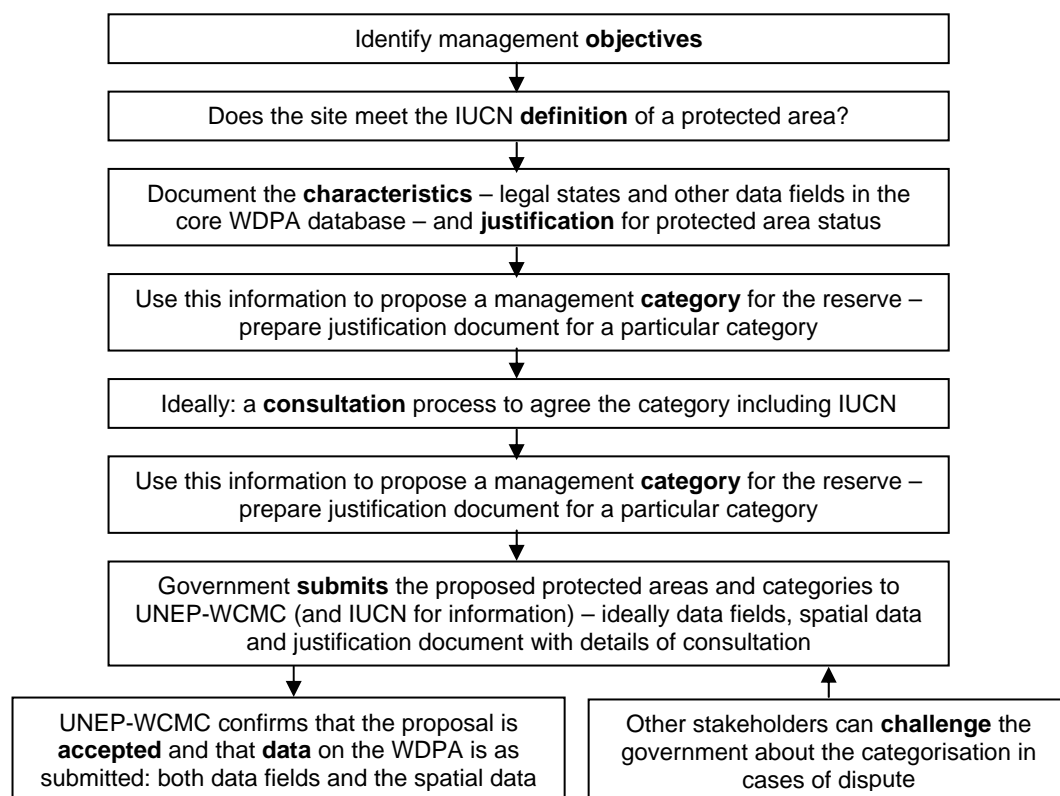 Identify management objectives
Does the site meet the IUCN definition of a protected area?
Document the characteristics – legal states and other data fields in the
core WDPA database – and justification for protected area status
Use this information to propose a management category for the reserve –
prepare justification document for a particular category
Ideally: a consultation process to agree the category including IUCN
Use this information to propose a management category for the reserve –
prepare justification document for a particular category
Government submits the proposed protected areas and categories to
UNEP-WCMC (and IUCN for information) – ideally data fields, spatial data
and justification document with details of consultation
UNEP-WCMC confirms that the proposal is
accepted and that data on the WDPA is as
submitted: both data fields and the spatial data
Other stakeholders can challenge the
government about the categorisation in
cases of dispute